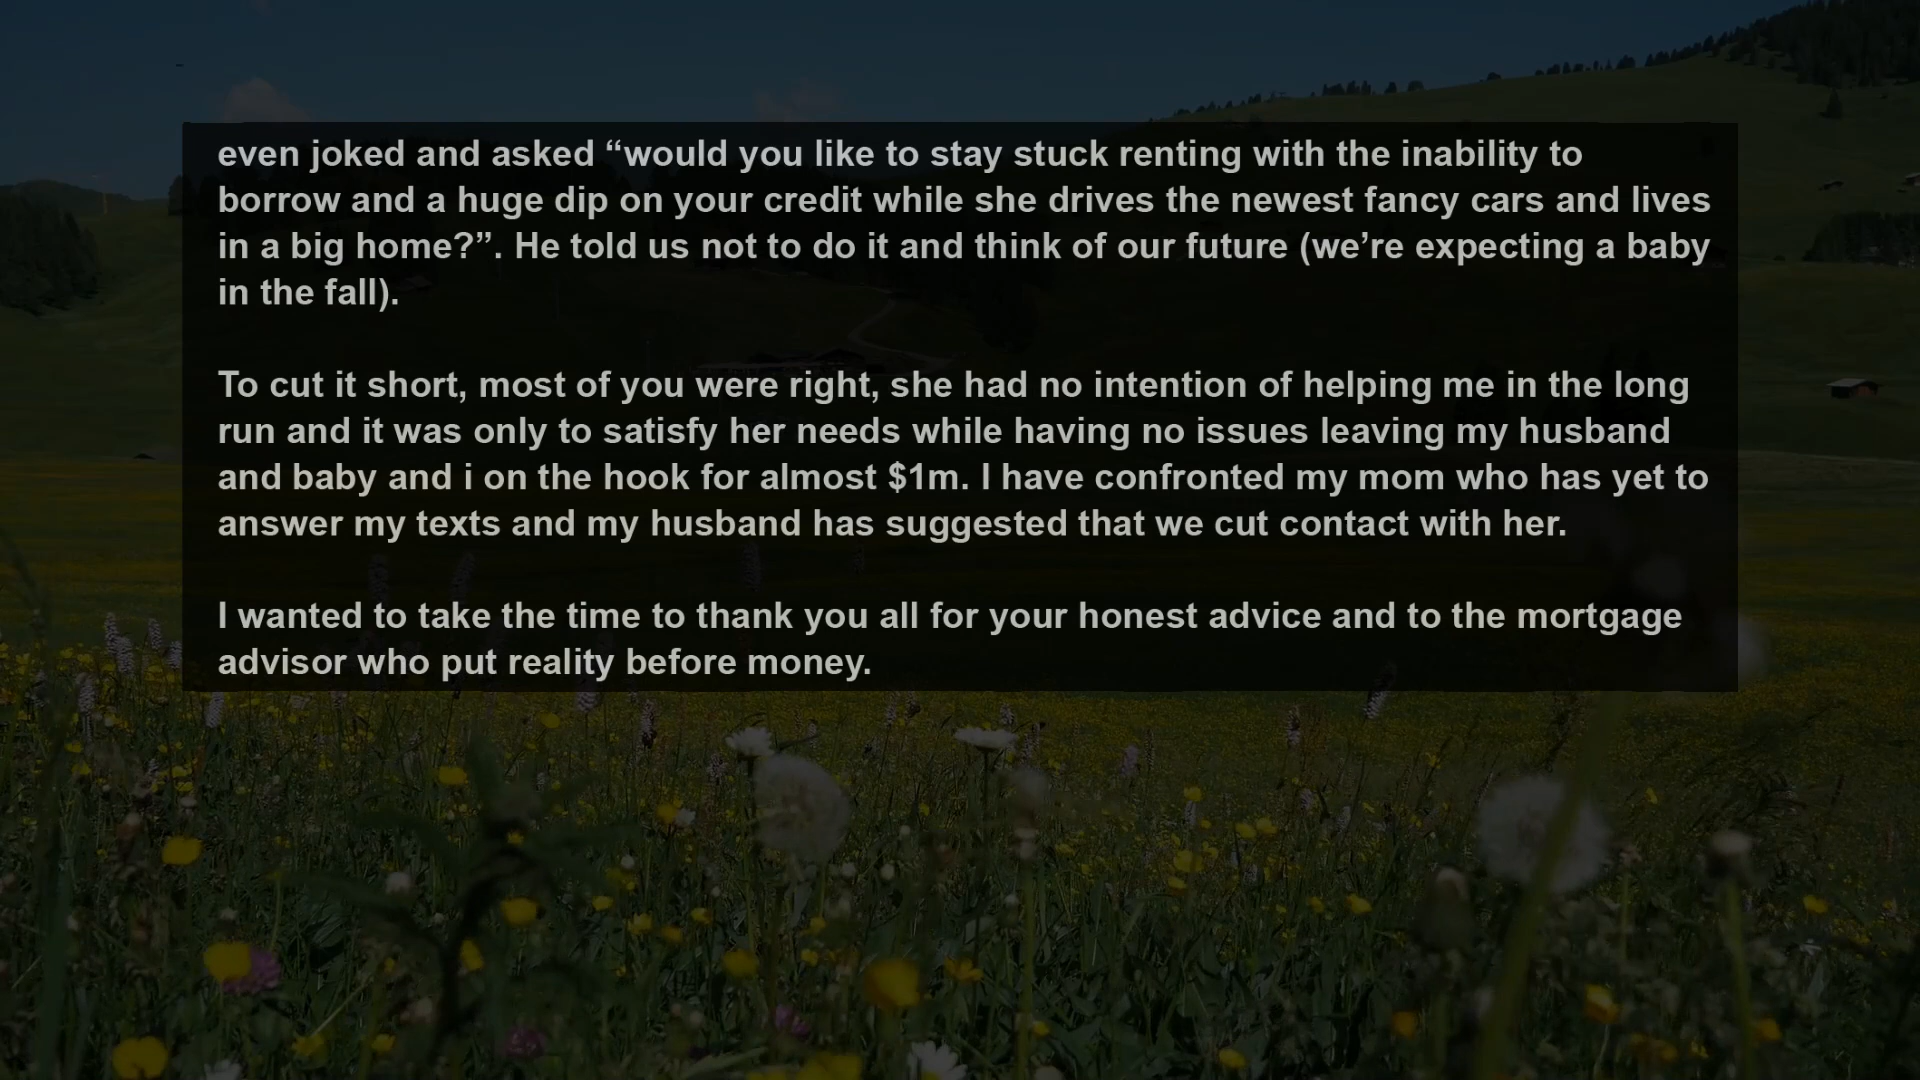 even joked and asked “would you like to stay stuck renting with the inability to
borrow and a huge dip on your credit while she drives the newest fancy cars and lives
in a big home?”. He told us not to do it and think of our future (we’re expecting a baby
in the fall).
To cut it short, most of you were right, she had no intention of helping me in the long
run and it was only to satisfy her needs while having no issues leaving my husband
and baby and i on the hook for almost $1m. I have confronted my mom who has yet to
answer my texts and my husband has suggested that we cut contact with her.
I wanted to take the time to thank you all for your honest advice and to the mortgage
advisor who put reality before money.